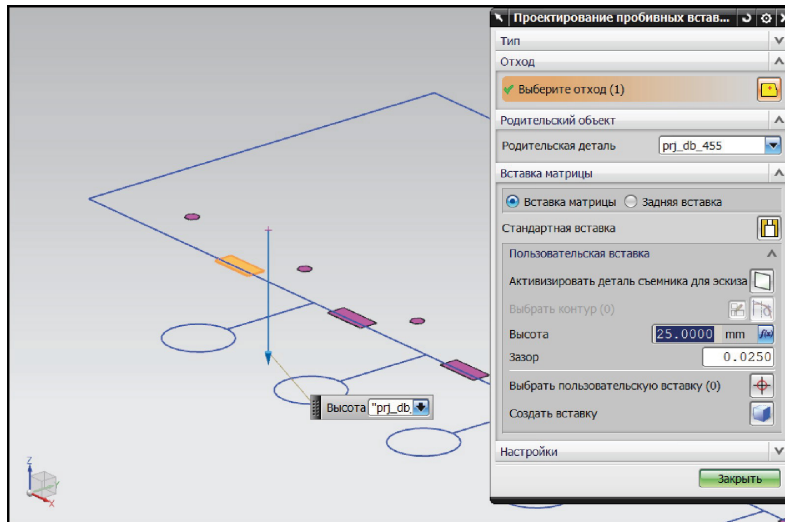 Проектирование пробивных встав...
Тип
Отход
Выберите отход (1)
Родительский объект
Родительская деталь prj_db_455
Вставка матрицы
Вставка матрицы Задняя вставка
Стандартная вставка
Пользовательская вставка
Активизировать деталь съемника для эскиза
Выбрать контур (0)
Высота 25.0000 mm
Зазор 0.0250
Выбрать пользовательскую вставку (0)
Создать вставку
Настройки
Закрыть
Высота "prj_db
Z
Y
X